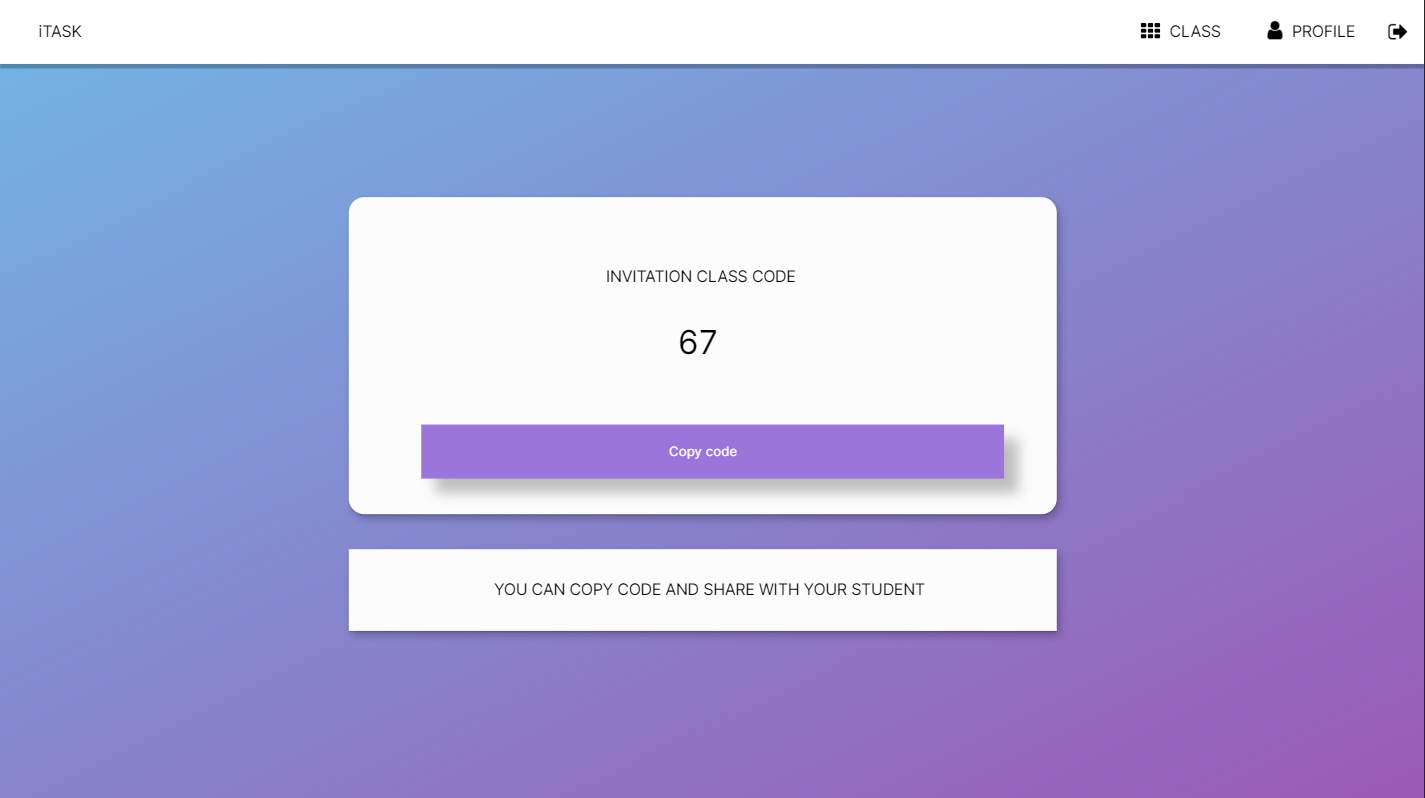 iTASK
CLASS
PROFILE
INVITATION CLASS CODE
67
Copy code
YOU CAN COPY CODE AND SHARE WITH YOUR STUDENT